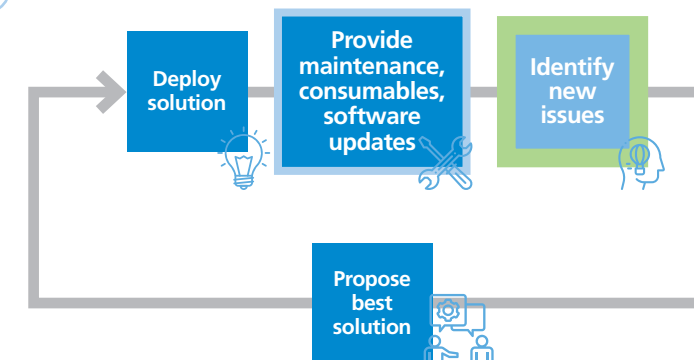 Deploy
solution
Provide
maintenance,
consumables,
software
updates
Identify
new
issues
Propose
best
solution